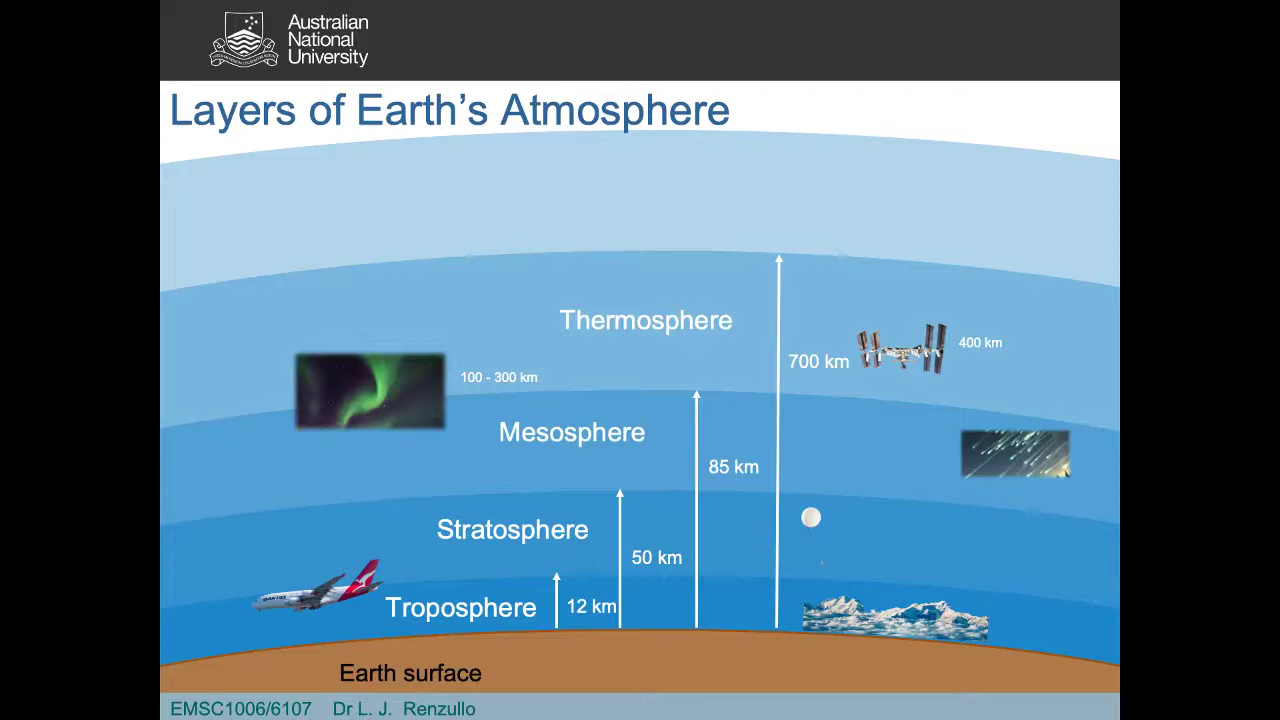 Australian
National
University
Layers of Earth's Atmosphere
Thermosphere
400 km
700 km
100 - 300 km
Mesosphere
85 km
Stratosphere
50 km
QANTAS
Troposphere
12 km
Earth surface
EMSC1006/6107 Dr L. J. Renzullo